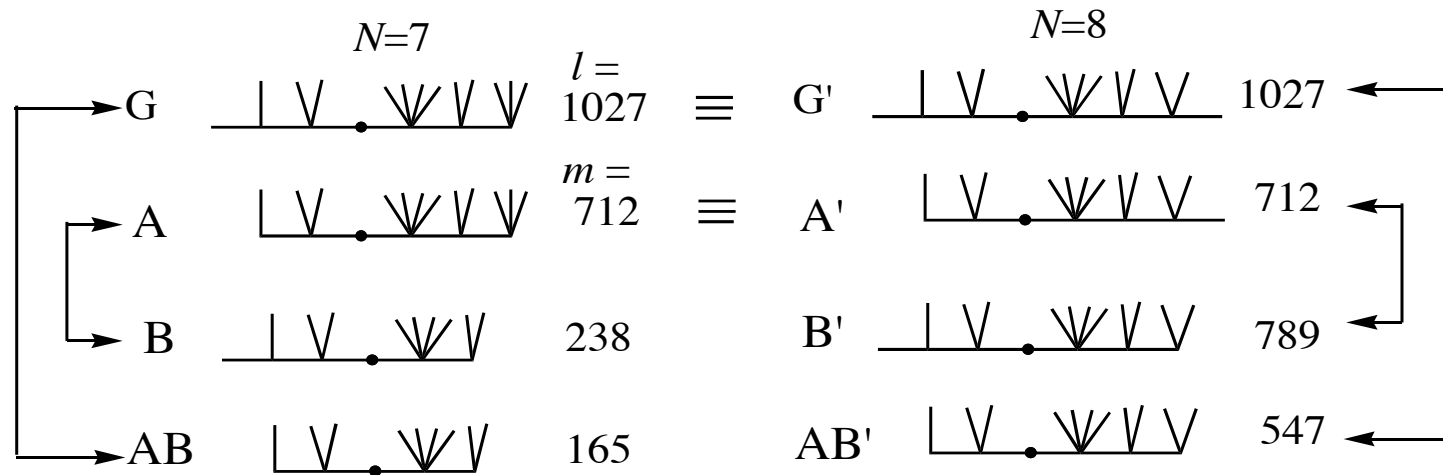 N=7 N=8
G l = 1027 ≡ G' 1027
A m = 712 ≡ A' 712
B 238 B' 789
AB 165 AB' 547